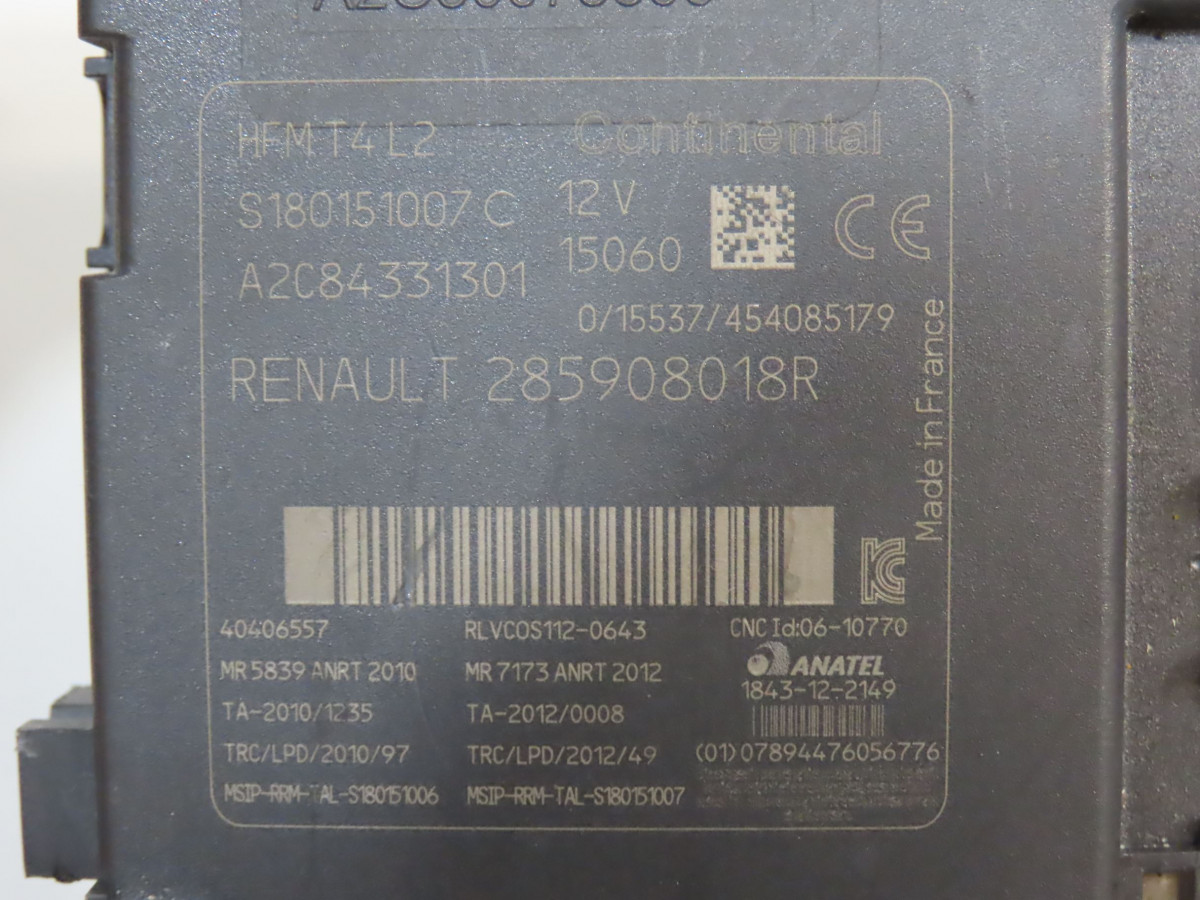 HFM T4 L2
Continental
S180151007 C
12 V
A2C84331301
15060
CE
0/15537/454085179
RENAULT 285908018R
Made in France
40406557
RLVCOS112-0643
CNC Id:06-10770
MR 5839 ANRT 2010
MR 7173 ANRT 2012
ANATEL
1843-12-2149
TA-2010/1235
TA-2012/0008
TRC/LPD/2010/97
TRC/LPD/2012/49
(01)07894476056776
MSIP-RRM-TAL-S180151006
MSIP-RRM-TAL-S180151007